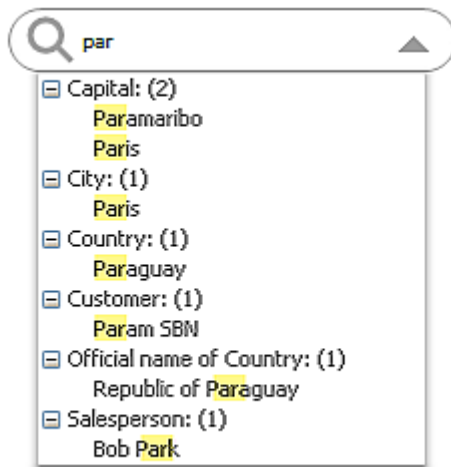 par
Capital: (2)
Paramaribo
Paris
City: (1)
Paris
Country: (1)
Paraguay
Customer: (1)
Param SBN
Official name of Country: (1)
Republic of Paraguay
Salesperson: (1)
Bob Park